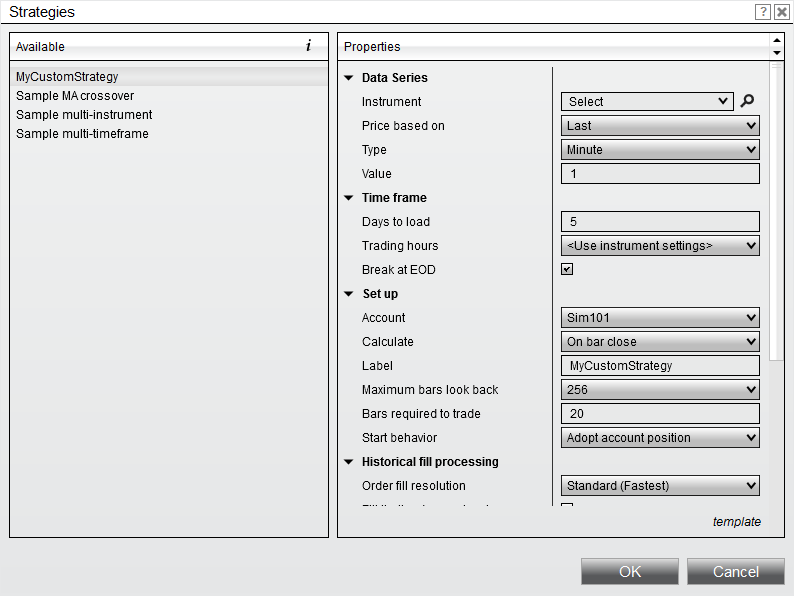 Strategies
?
Available i
MyCustomStrategy
Sample MA crossover
Sample multi-instrument
Sample multi-timeframe
Properties
Data Series
Instrument Select
Price based on Last
Type Minute
Value 1
Time frame
Days to load 5
Trading hours <Use instrument settings>
Break at EOD
Set up
Account Sim101
Calculate On bar close
Label MyCustomStrategy
Maximum bars look back 256
Bars required to trade 20
Start behavior Adopt account position
Historical fill processing
Order fill resolution Standard (Fastest)
template
OK Cancel